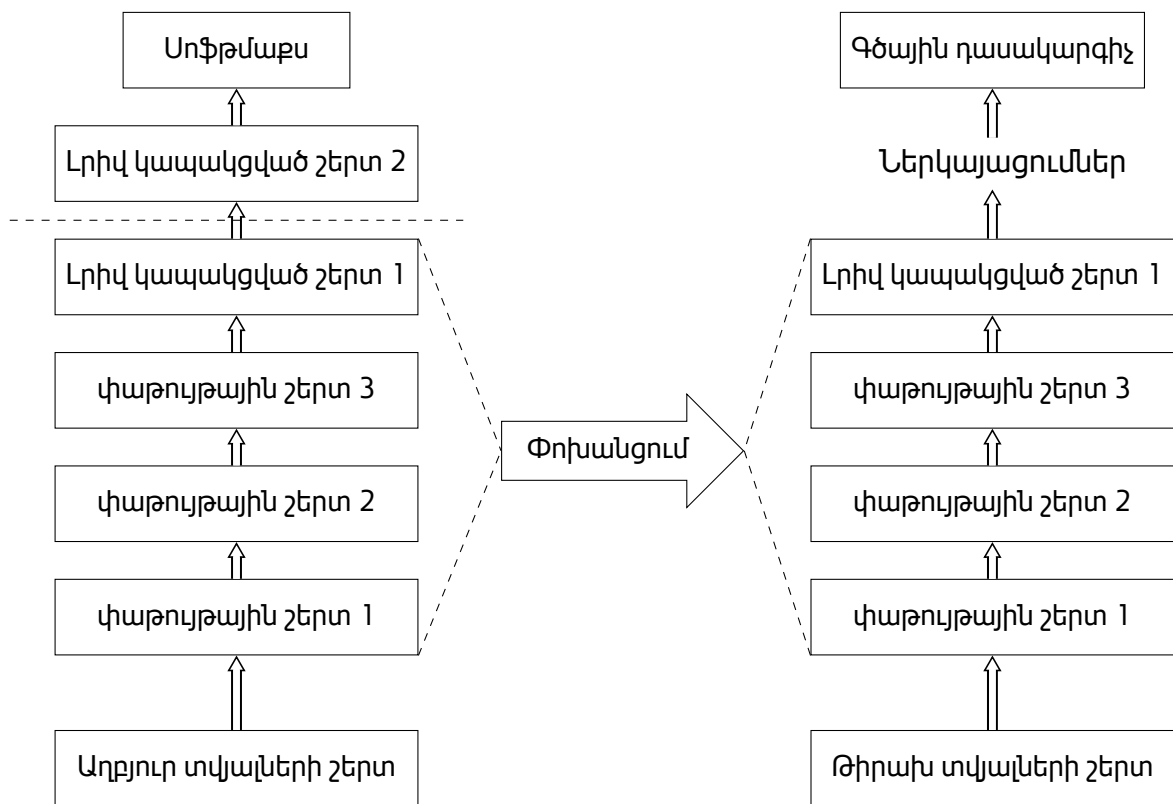 Սոֆթմաքս
Լրիվ կապակցված շերտ 2
Լրիվ կապակցված շերտ 1
փաթույթային շերտ 3
փաթույթային շերտ 2
փաթույթային շերտ 1
Աղբյուր տվյալների շերտ
Փոխանցում
Գծային դասակարգիչ
Ներկայացումներ
Լրիվ կապակցված շերտ 1
փաթույթային շերտ 3
փաթույթային շերտ 2
փաթույթային շերտ 1
Թիրախ տվյալների շերտ